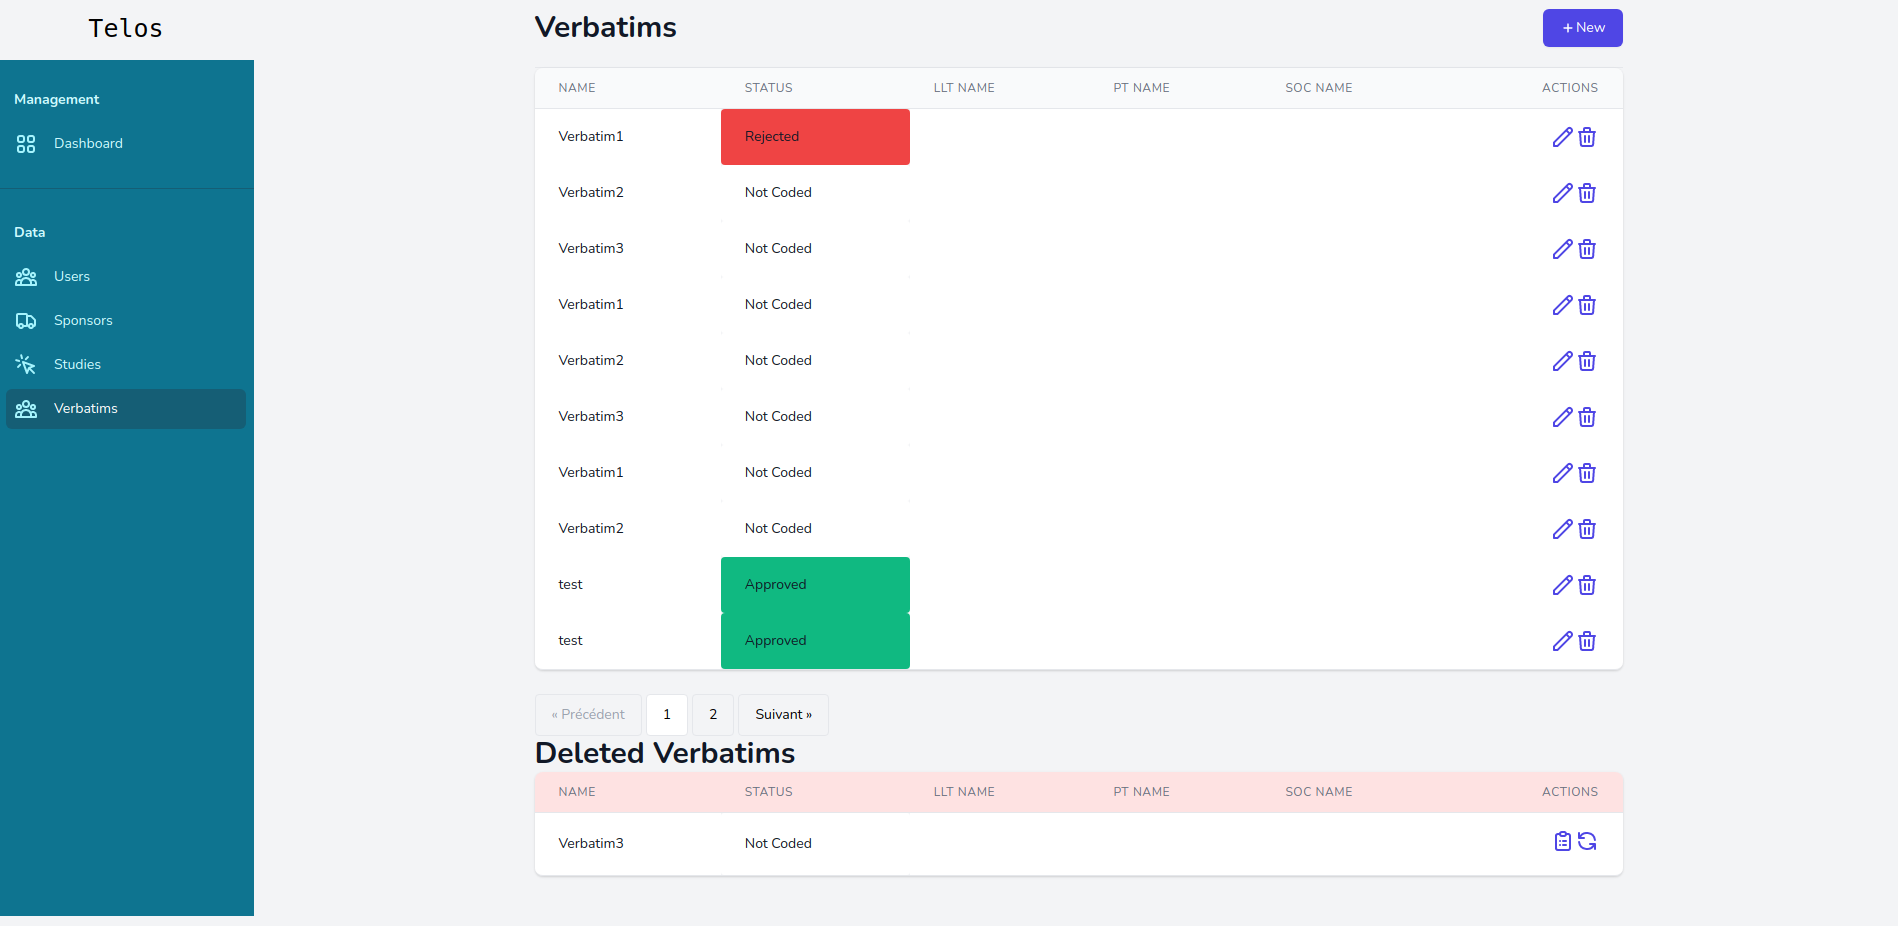 Telos
Management
Dashboard
Data
Users
Sponsors
Studies
Verbatims
Verbatims
+ New
NAME STATUS LLT NAME PT NAME SOC NAME ACTIONS
Verbatim1 Rejected
Verbatim2 Not Coded
Verbatim3 Not Coded
Verbatim1 Not Coded
Verbatim2 Not Coded
Verbatim3 Not Coded
Verbatim1 Not Coded
Verbatim2 Not Coded
test Approved
test Approved
« Précédent 1 2 Suivant »
Deleted Verbatims
NAME STATUS LLT NAME PT NAME SOC NAME ACTIONS
Verbatim3 Not Coded